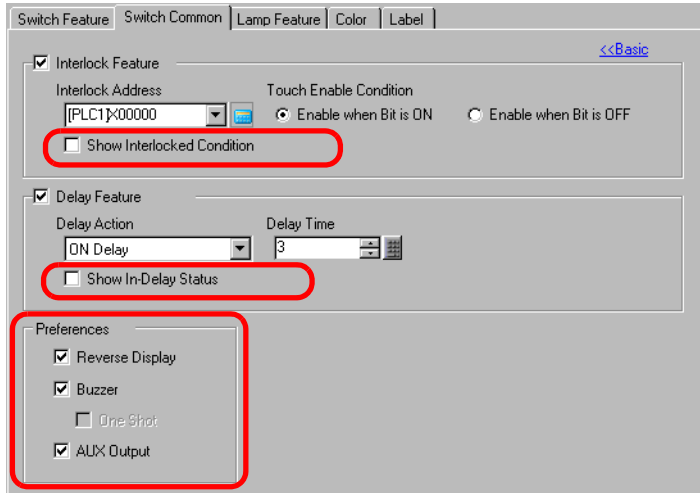 Switch Feature Switch Common Lamp Feature Color Label
<<Basic
Interlock Feature
Interlock Address Touch Enable Condition
[PLC1]X00000 Enable when Bit is ON Enable when Bit is OFF
Show Interlocked Condition
Delay Feature
Delay Action Delay Time
ON Delay 3
Show In-Delay Status
Preferences
Reverse Display
Buzzer
One Shot
AUX Output